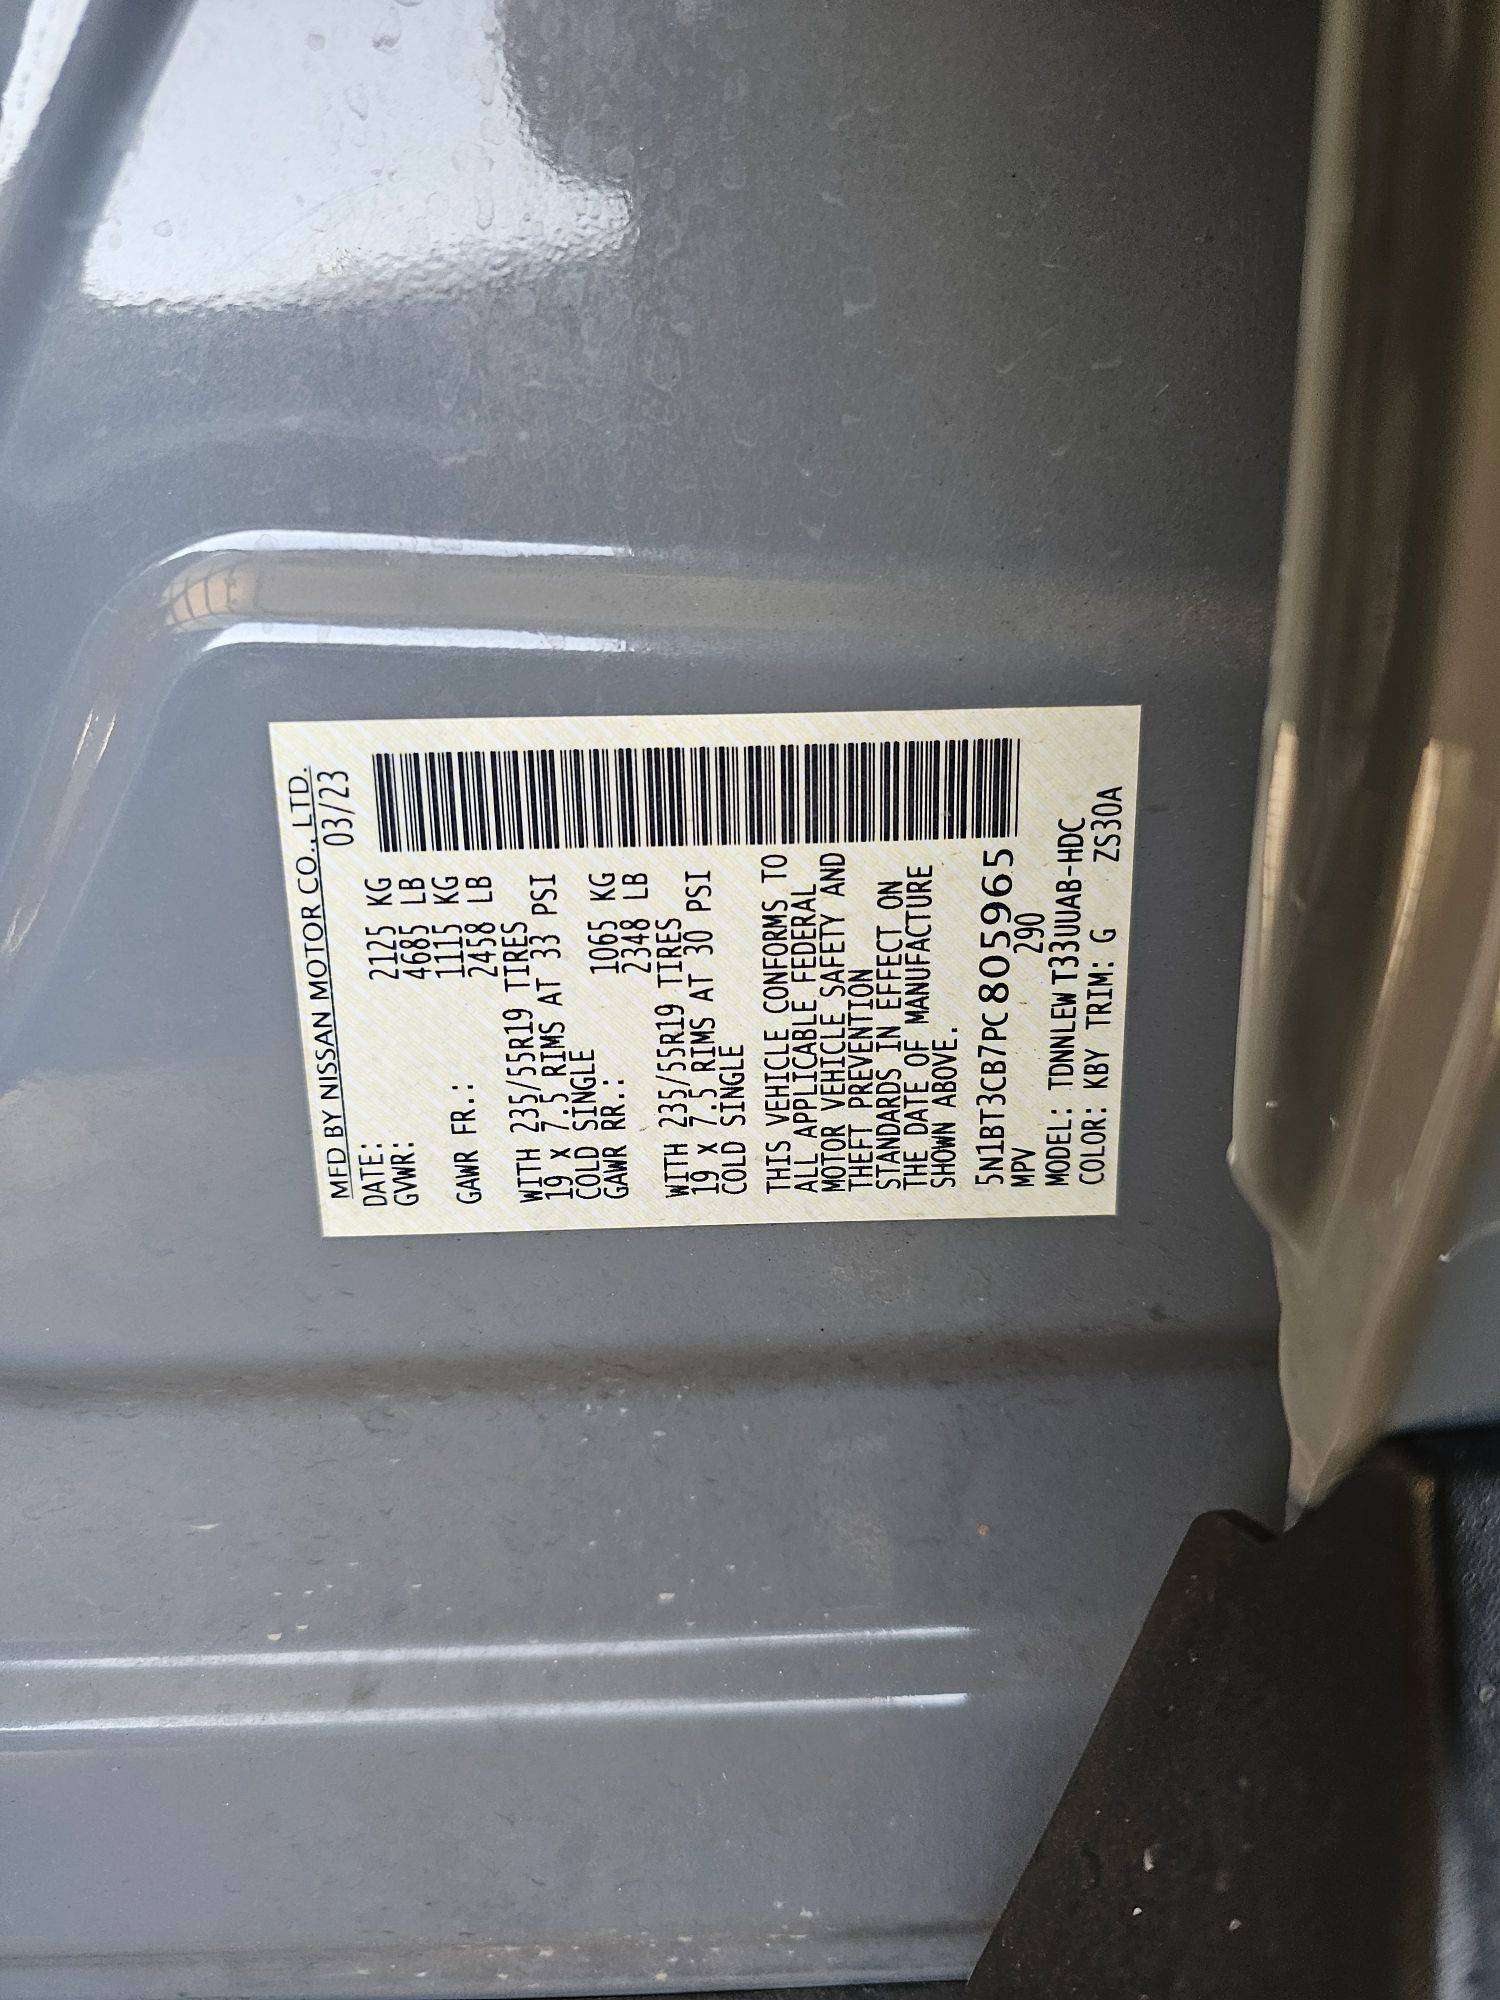 MFD BY NISSAN MOTOR CO., LTD.
DATE: 03/23
GVWR: 2125 KG
4685 LB
GAWR FR.: 1115 KG
2458 LB
WITH 235/55R19 TIRES
19 X 7.5 RIMS AT 33 PSI
COLD SINGLE
GAWR RR.: 1065 KG
2348 LB
WITH 235/55R19 TIRES
19 X 7.5 RIMS AT 30 PSI
COLD SINGLE
THIS VEHICLE CONFORMS TO
ALL APPLICABLE FEDERAL
MOTOR VEHICLE SAFETY AND
THEFT PREVENTION
STANDARDS IN EFFECT ON
THE DATE OF MANUFACTURE
SHOWN ABOVE.
5N1BT3CB7PC805965
MPV 290
MODEL: TDNNLEWT33UUAB-HDC
COLOR: KBY TRIM: G ZS30A